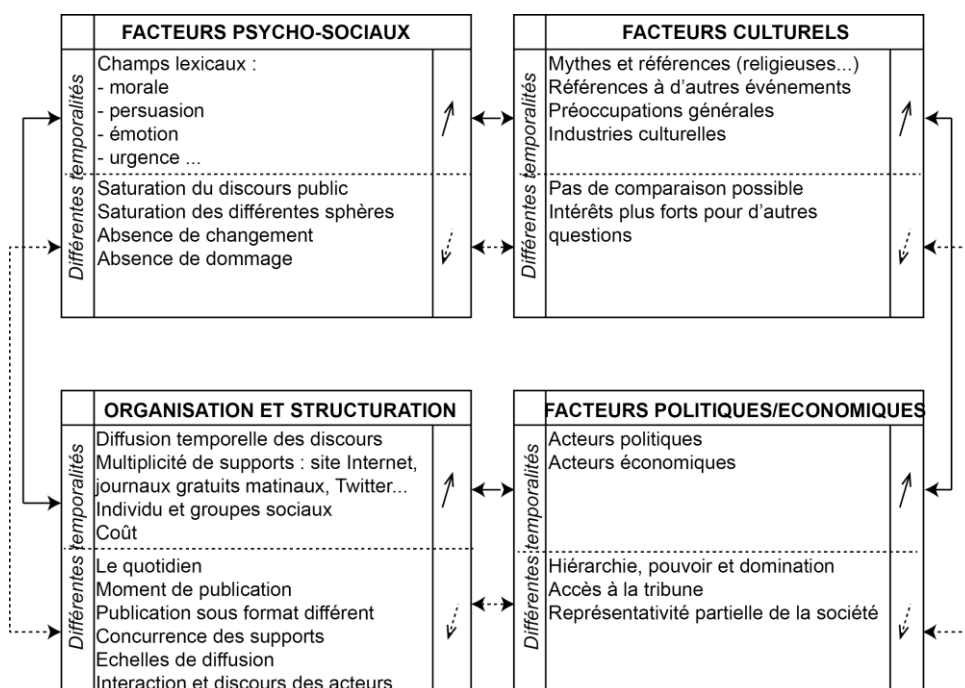 FACTEURS PSYCHO-SOCIAUX
Différentes temporalités
Champs lexicaux :
- morale
- persuasion
- émotion
- urgence ...
Saturation du discours public
Saturation des différentes sphères
Absence de changement
Absence de dommage
FACTEURS CULTURELS
Différentes temporalités
Mythes et références (religieuses...)
Références à d'autres événements
Préoccupations générales
Industries culturelles
Pas de comparaison possible
Intérêts plus forts pour d'autres
questions
ORGANISATION ET STRUCTURATION
Différentes temporalités
Diffusion temporelle des discours
Multiplicité de supports : site Internet,
journaux gratuits matinaux, Twitter...
Individu et groupes sociaux
Coût
Le quotidien
Moment de publication
Publication sous format différent
Concurrence des supports
Echelles de diffusion
Interaction et discours des acteurs
FACTEURS POLITIQUES/ECONOMIQUES
Différentes temporalités
Acteurs politiques
Acteurs économiques
Hiérarchie, pouvoir et domination
Accès à la tribune
Représentativité partielle de la société